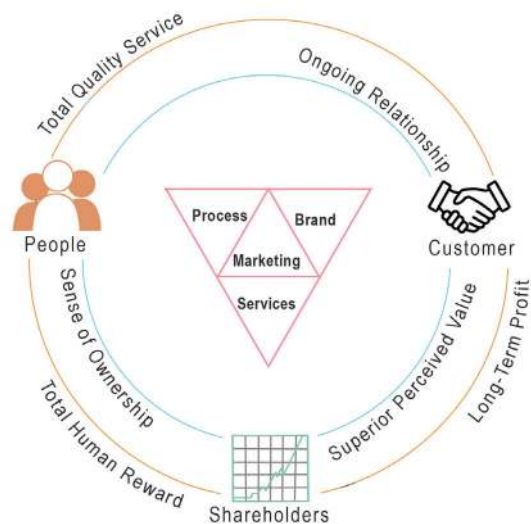 Total Quality Service
Ongoing Relationship
Process
Brand
Marketing
Services
People
Customer
Sense of Ownership
Superior Perceived Value
Total Human Reward
Long-Term Profit
Shareholders